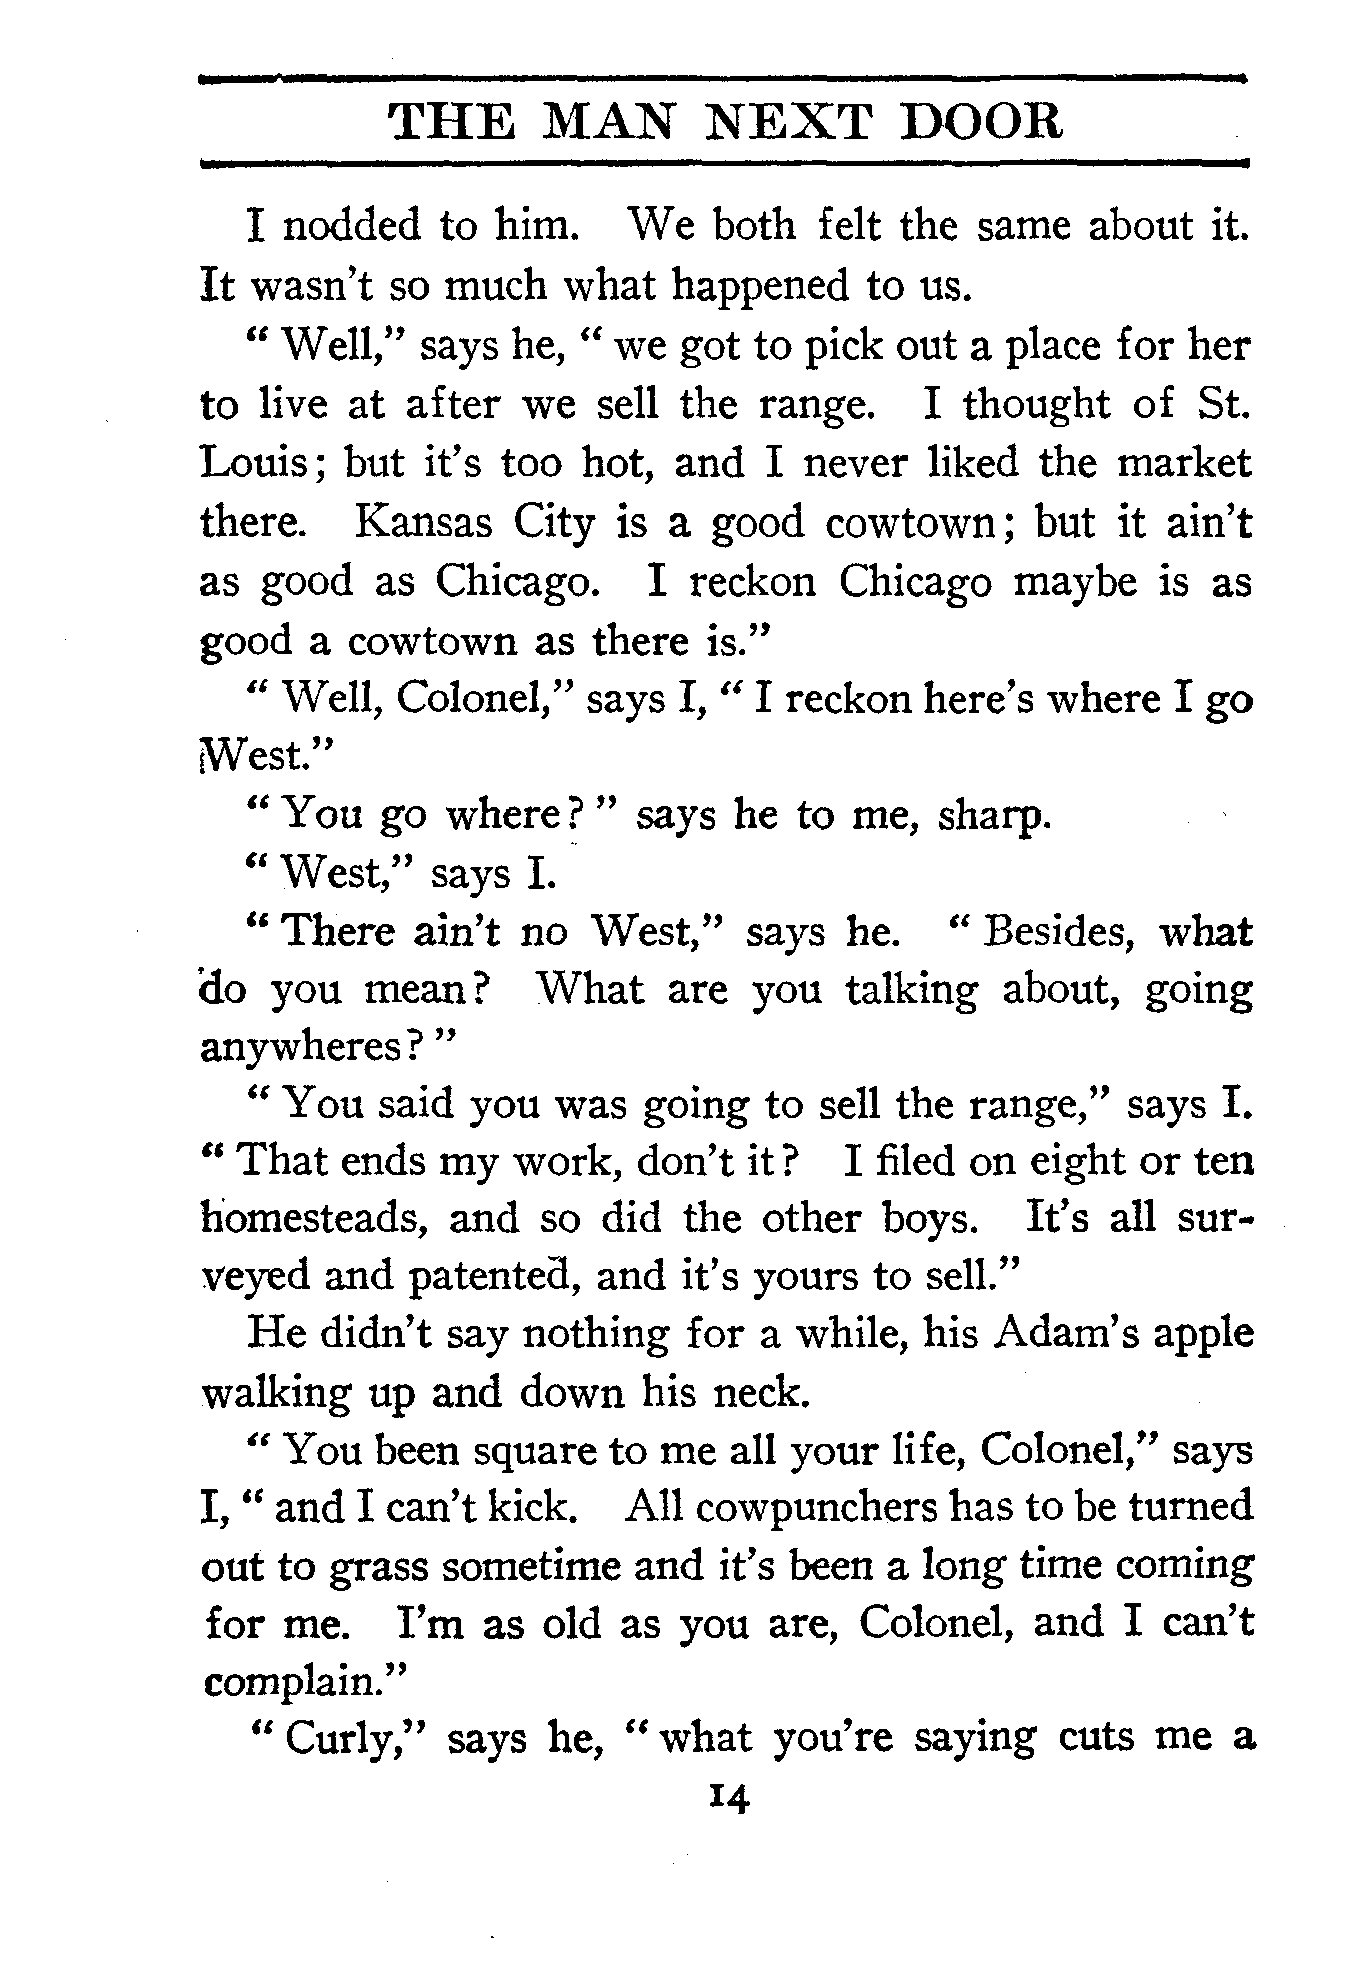 THE MAN NEXT DOOR
I nodded to him. We both felt the same about it.
It wasn't so much what happened to us.
" Well," says he, " we got to pick out a place for her
to live at after we sell the range. I thought of St.
Louis; but it's too hot, and I never liked the market
there. Kansas City is a good cowtown; but it ain't
as good as Chicago. I reckon Chicago maybe is as
good a cowtown as there is."
" Well, Colonel," says I, " I reckon here's where I go
West."
" You go where? " says he to me, sharp.
" West," says I.
" There ain't no West," says he. " Besides, what
do you mean? What are you talking about, going
anywheres? "
" You said you was going to sell the range," says I.
" That ends my work, don't it? I filed on eight or ten
homesteads, and so did the other boys. It's all sur-
veyed and patented, and it's yours to sell."
He didn't say nothing for a while, his Adam's apple
walking up and down his neck.
" You been square to me all your life, Colonel," says
I, " and I can't kick. All cowpunchers has to be turned
out to grass sometime and it's been a long time coming
for me. I'm as old as you are, Colonel, and I can't
complain."
" Curly," says he, " what you're saying cuts me a
14